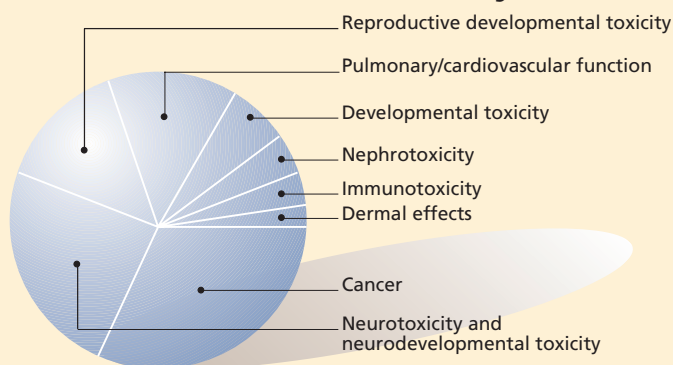 Reproductive developmental toxicity
Pulmonary/cardiovascular function
Developmental toxicity
Nephrotoxicity
Immunotoxicity
Dermal effects
Cancer
Neurotoxicity and
neurodevelopmental toxicity